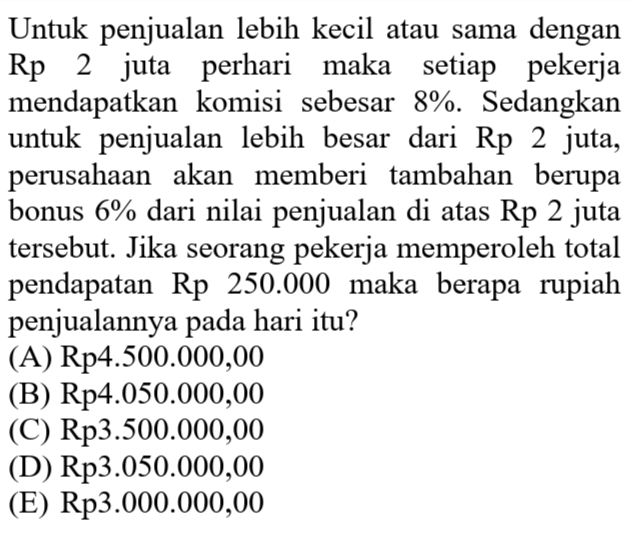 Untuk penjualan lebih kecil atau sama dengan
Rp 2 juta perhari maka setiap pekerja
mendapatkan komisi sebesar 8%. Sedangkan
untuk penjualan lebih besar dari Rp 2 juta,
perusahaan akan memberi tambahan berupa
bonus 6% dari nilai penjualan di atas Rp 2 juta
tersebut. Jika seorang pekerja memperoleh total
pendapatan Rp 250.000 maka berapa rupiah
penjualannya pada hari itu?
(A) Rp4.500.000,00
(B) Rp4.050.000,00
(C) Rp3.500.000,00
(D) Rp3.050.000,00
(E) Rp3.000.000,00